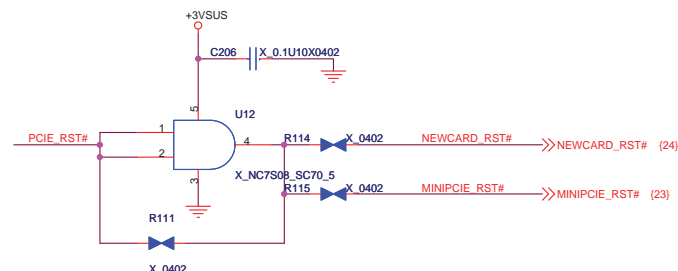 +3VSUS
C206 X_0.1U10X0402
U12
5
PCIE_RST#
1
2
4
3
X_NC7S08_SC70_5
R114 X_0402 NEWCARD_RST# NEWCARD_RST# {24}
R115 X_0402 MINIPCIE_RST# MINIPCIE_RST# {23}
R111
X_0402